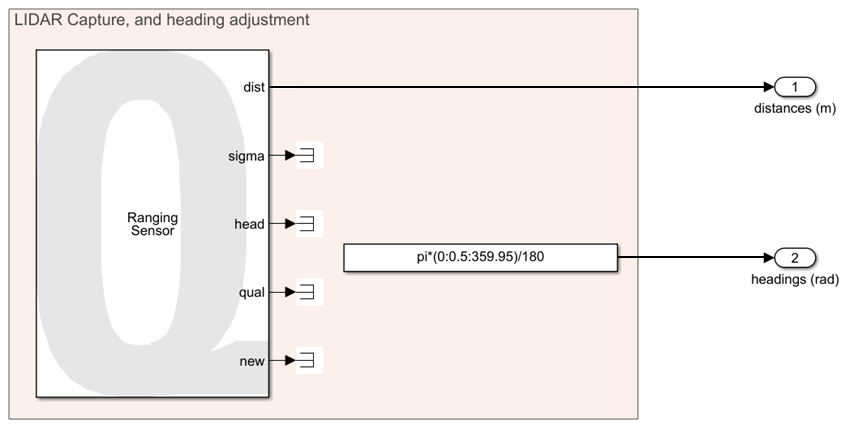 LIDAR Capture, and heading adjustment
dist
1
distances (m)
sigma
Ranging
Sensor
head
pi*(0:0.5:359.95)/180
2
headings (rad)
qual
new